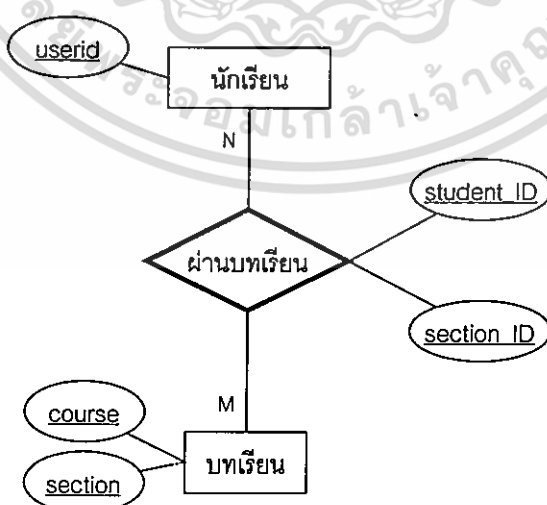 userid
นักเรียน
N
student_ID
ผ่านบทเรียน
section_ID
M
course
บทเรียน
section